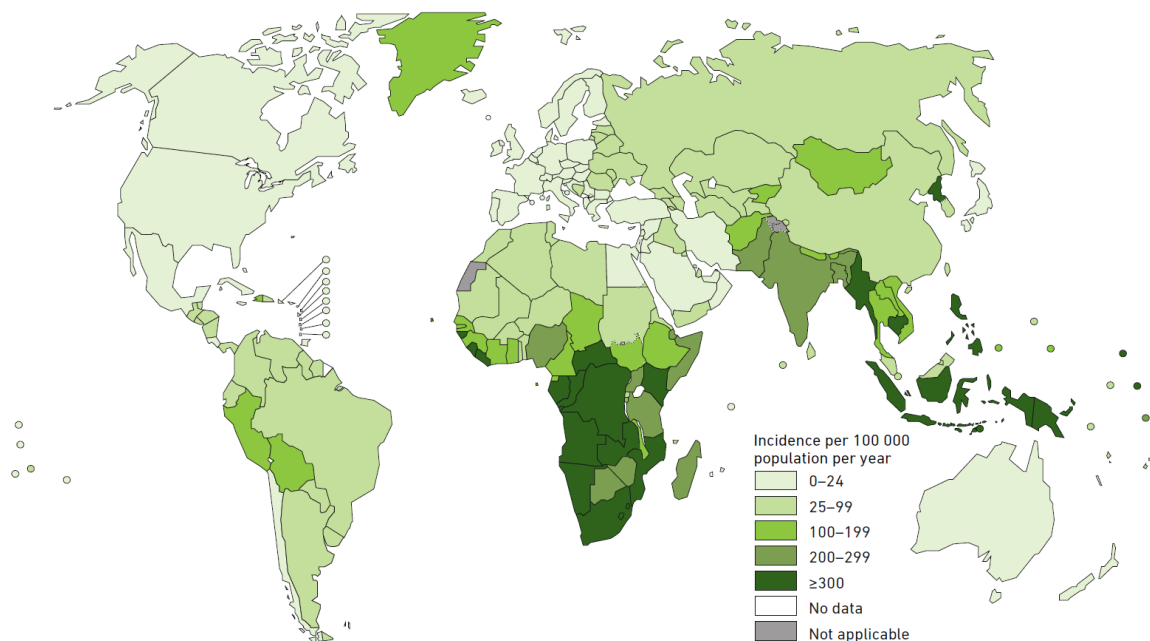 Incidence per 100 000
population per year
0–24
25–99
100–199
200–299
≥300
No data
Not applicable